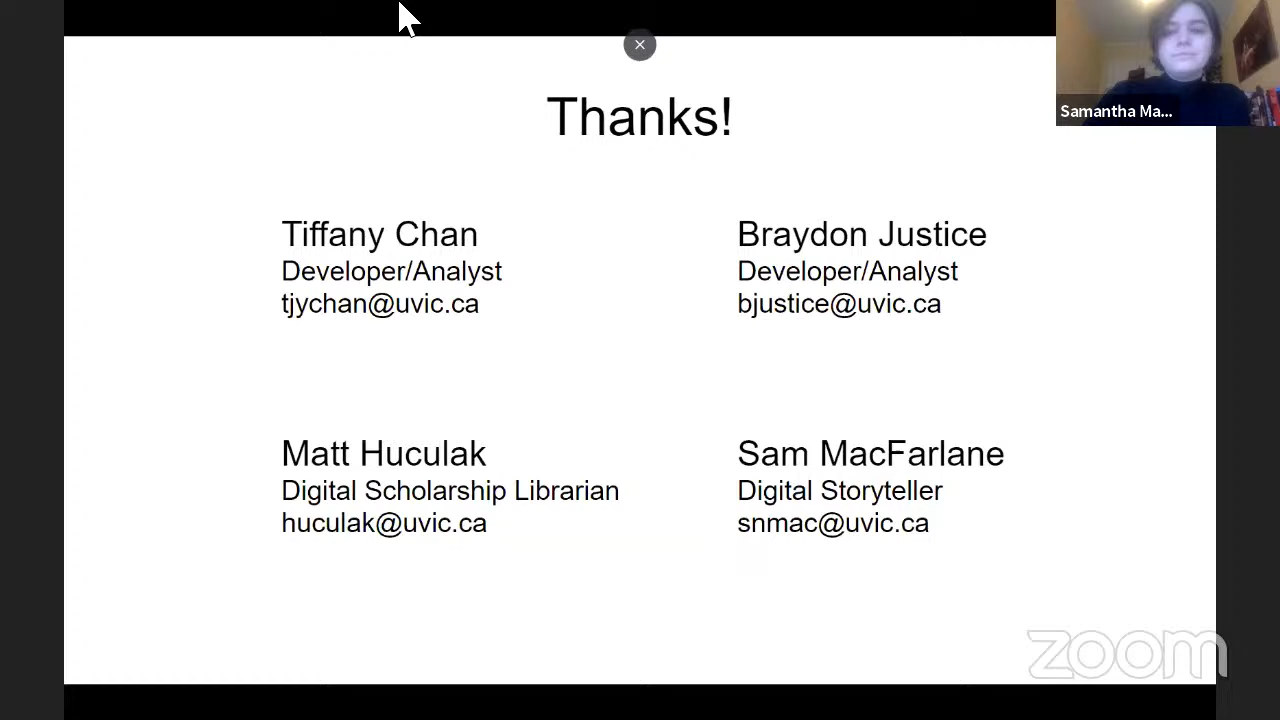 Thanks!
Samantha Ma...
Tiffany Chan
Developer/Analyst
tjychan@uvic.ca
Braydon Justice
Developer/Analyst
bjustice@uvic.ca
Matt Huculak
Digital Scholarship Librarian
huculak@uvic.ca
Sam MacFarlane
Digital Storyteller
snmac@uvic.ca
zoom